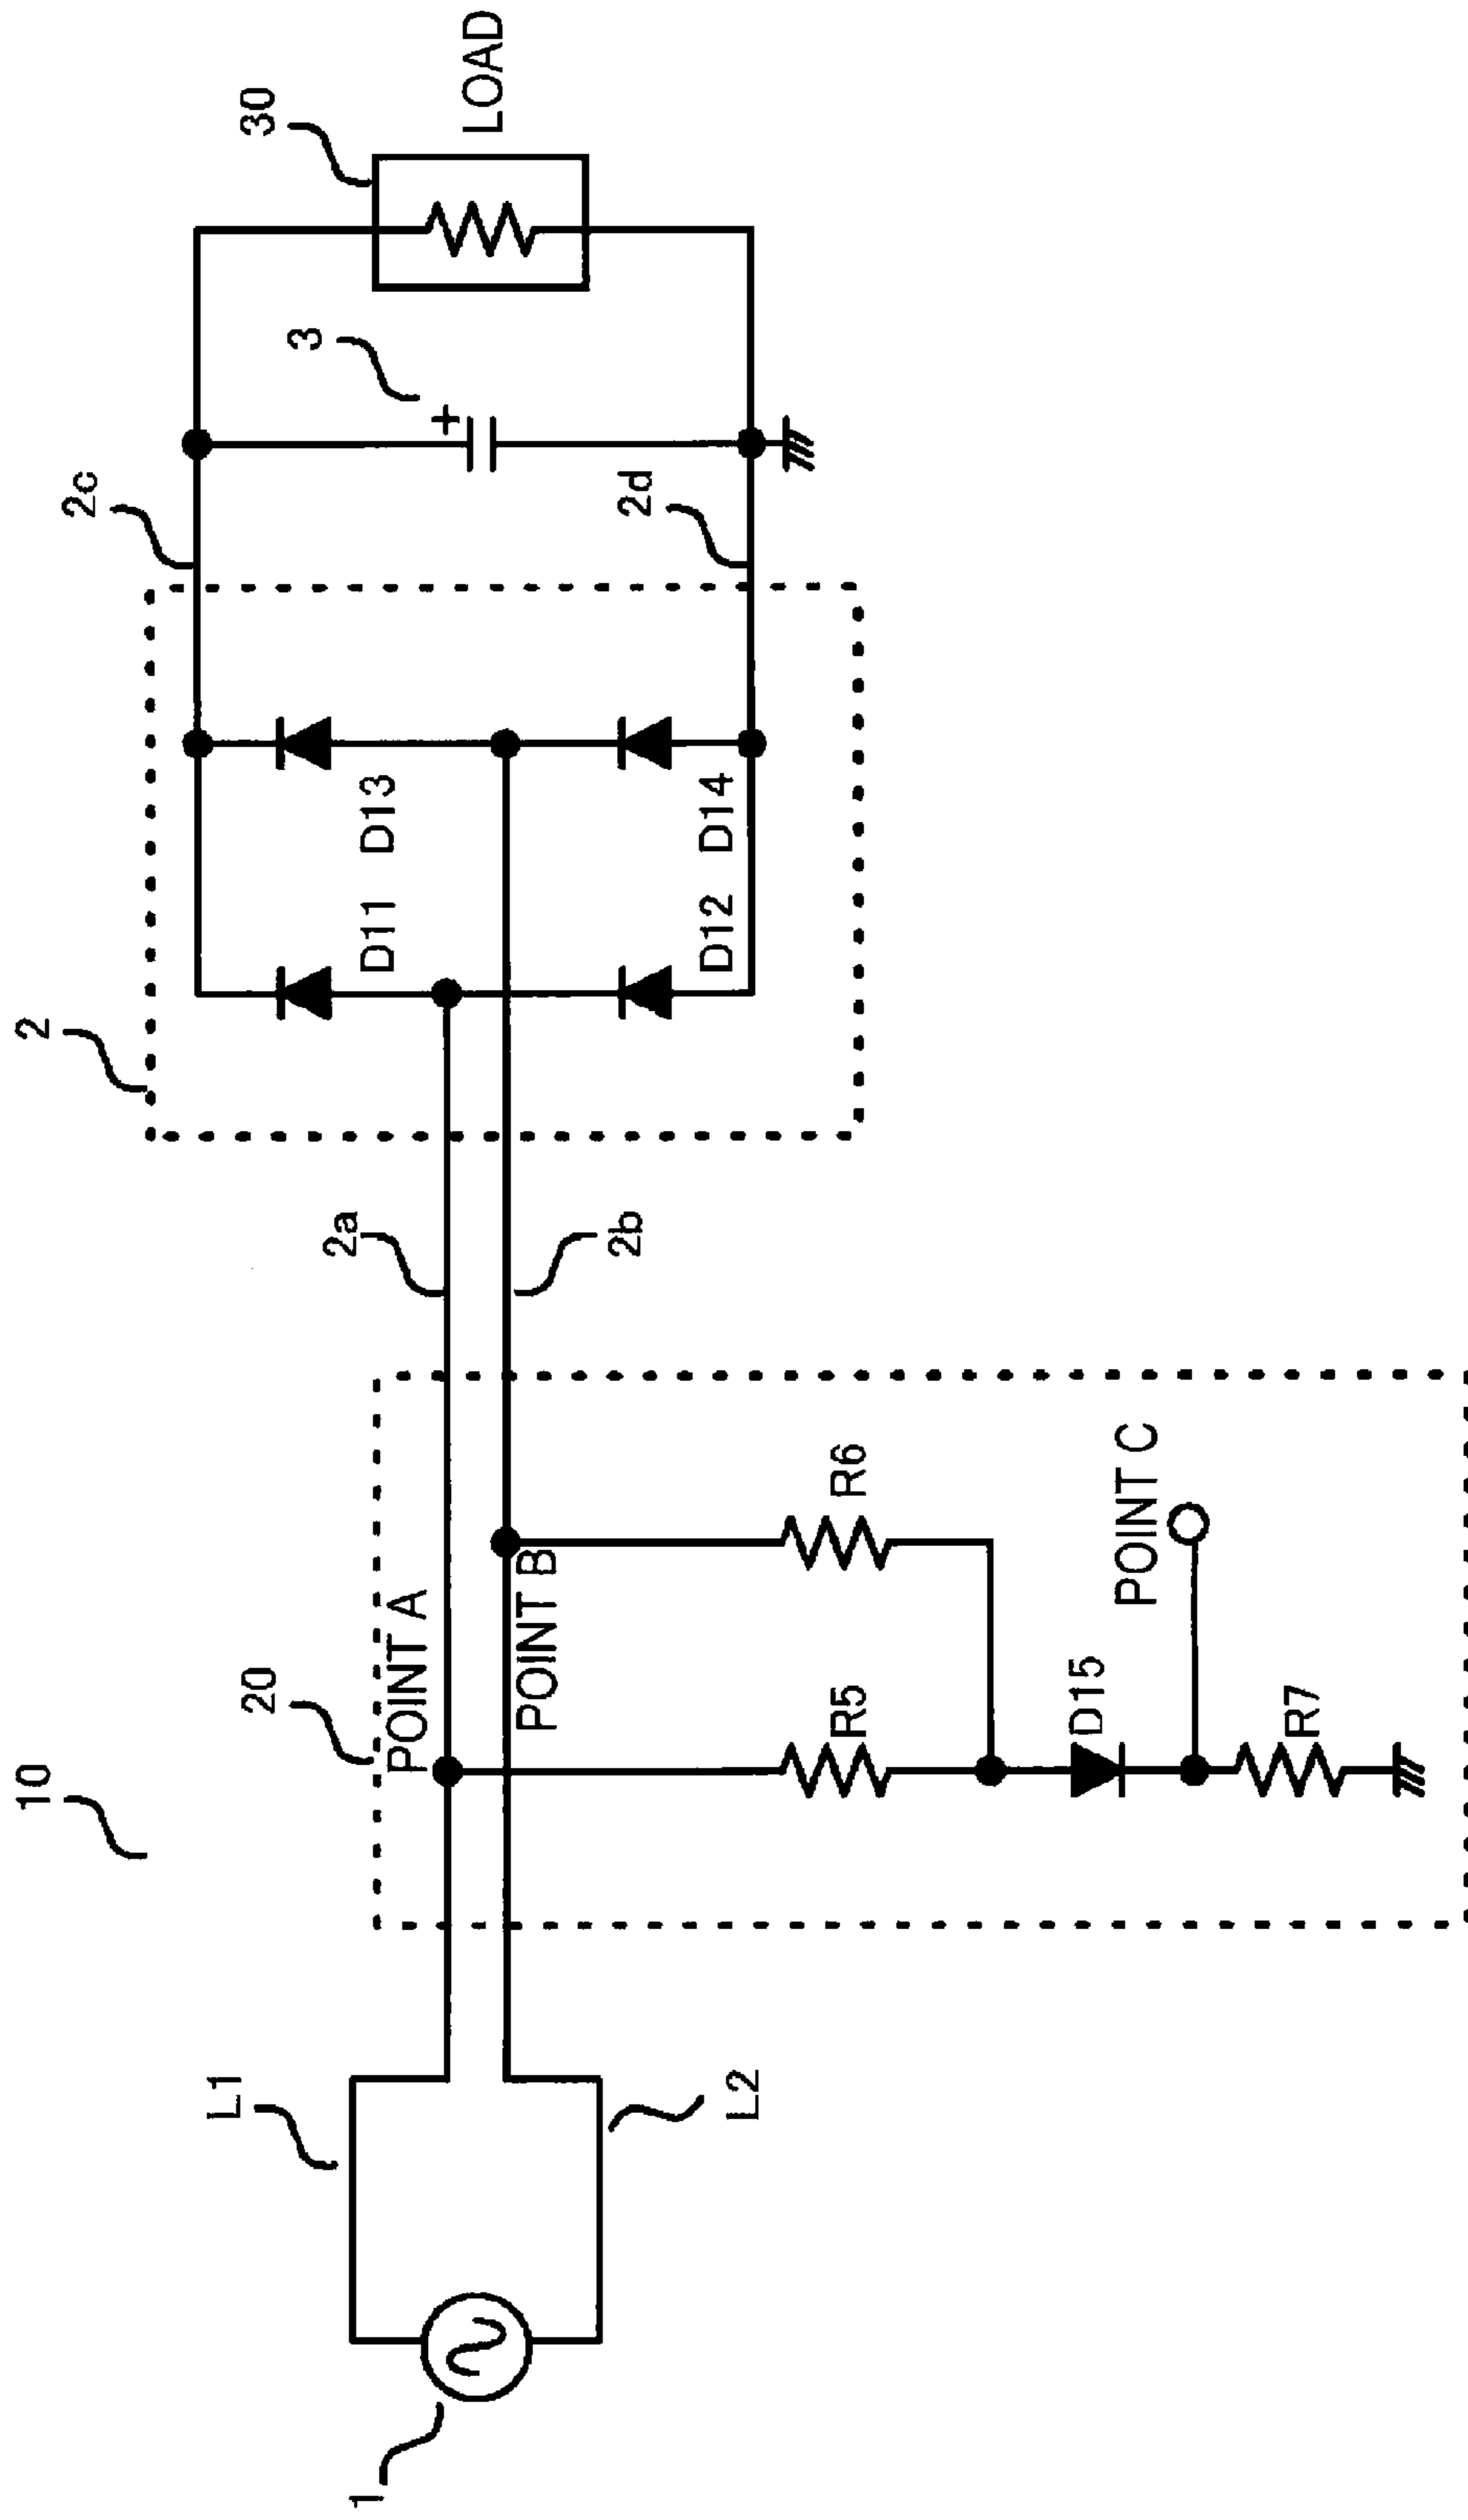 10
20
30
LOAD
2
2c
3
L1
POINT A
2a
D11
D13
1
POINT B
2b
2d
L2
D12
D14
R5
R6
D15
POINT C
R7
+